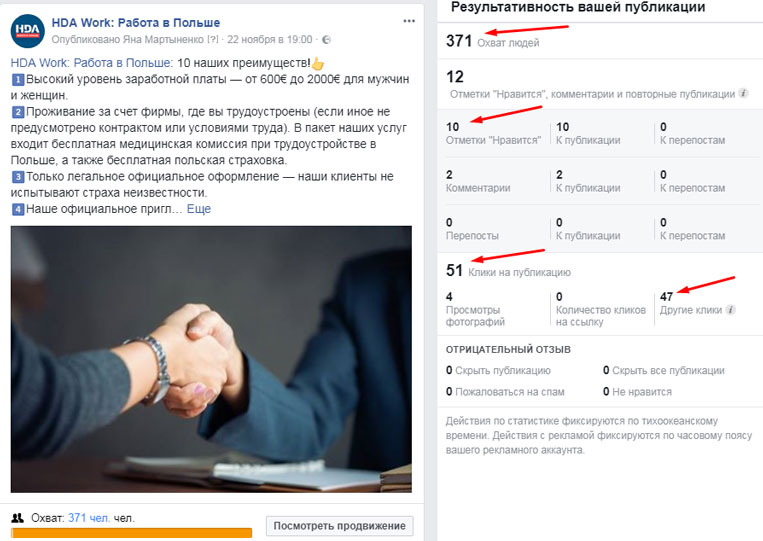 HDA
HDA Work: Работа в Польше
Опубликовано Яна Мартыненко [?] · 22 ноября в 19:00 ·
HDA Work: Работа в Польше: 10 наших преимуществ!👍
1 Высокий уровень заработной платы — от 600€ до 2000€ для мужчин
и женщин.
2 Проживание за счет фирмы, где вы трудоустроены (если иное не
предусмотрено контрактом или условиями труда). В пакет наших услуг
входит бесплатная медицинская комиссия при трудоустройстве в
Польше, а также бесплатная польская страховка.
3 Только легальное официальное оформление — наши клиенты не
испытывают страха неизвестности.
4 Наше официальное пригл… Еще
Охват: 371 чел. чел.
Посмотреть продвижение
Результативность вашей публикации
371 Охват людей
12
Отметки "Нравится", комментарии и повторные публикации
10 10 0
Отметки "Нравится" К публикации К перепостам
2 2 0
Комментарии К публикации К перепостам
0 0 0
Перепосты К публикации К перепостам
51 Клики на публикацию
4 0 47
Просмотры фотографий Количество кликов на ссылку Другие клики
ОТРИЦАТЕЛЬНЫЙ ОТЗЫВ
0 Скрыть публикацию 0 Скрыть все публикации
0 Пожаловаться на спам 0 Не нравится
Действия по статистике фиксируются по тихоокеанскому
времени. Действия с рекламой фиксируются по часовому поясу
вашего рекламного аккаунта.